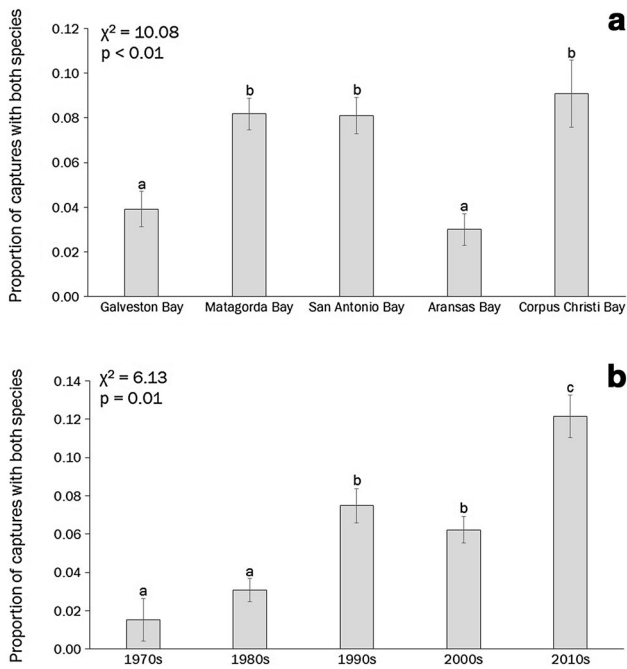 a
χ² = 10.08
p < 0.01
Proportion of captures with both species
0.12
0.10
0.08
0.06
0.04
0.02
0.00
a
b
b
a
b
Galveston Bay Matagorda Bay San Antonio Bay Aransas Bay Corpus Christi Bay
b
χ² = 6.13
p = 0.01
Proportion of captures with both species
0.14
0.12
0.10
0.08
0.06
0.04
0.02
0.00
a
a
b
b
c
1970s 1980s 1990s 2000s 2010s